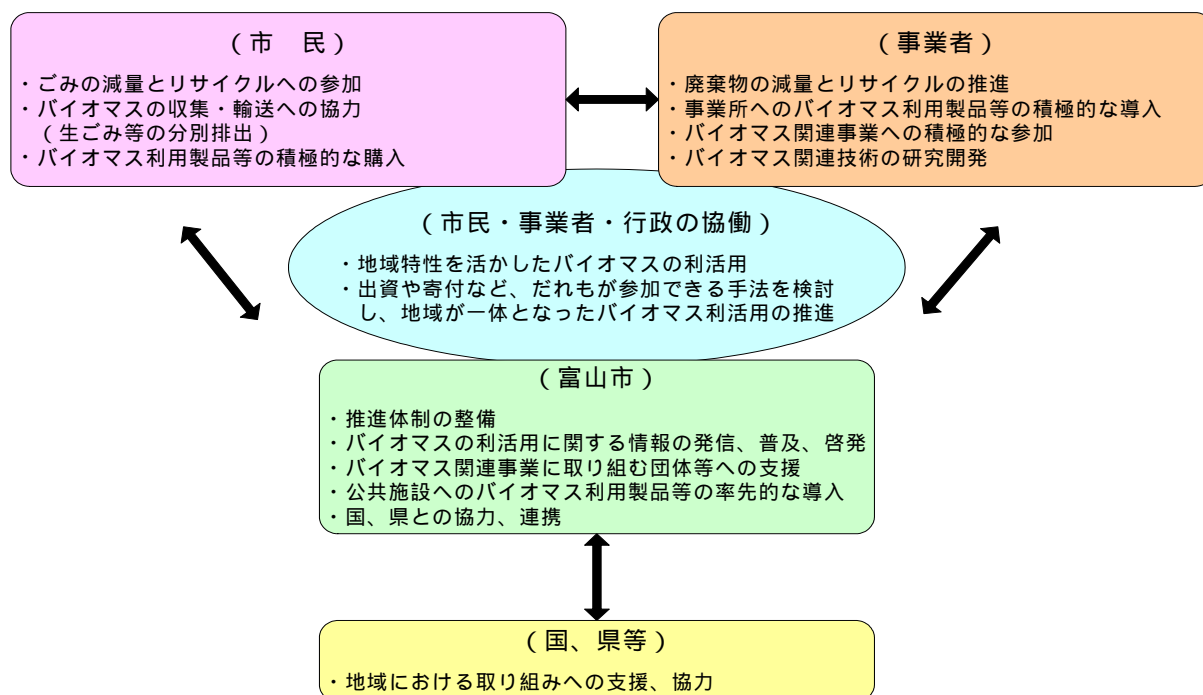 （市　民）
・ごみの減量とリサイクルへの参加
・バイオマスの収集・輸送への協力
（生ごみ等の分別排出）
・バイオマス利用製品等の積極的な購入
（事業者）
・廃棄物の減量とリサイクルの推進
・事業所へのバイオマス利用製品等の積極的な導入
・バイオマス関連事業への積極的な参加
・バイオマス関連技術の研究開発
（市民・事業者・行政の協働）
・地域特性を活かしたバイオマスの利活用
・出資や寄付など、だれもが参加できる手法を検討
し、地域が一体となったバイオマス利活用の推進
（富山市）
・推進体制の整備
・バイオマスの利活用に関する情報の発信、普及、啓発
・バイオマス関連事業に取り組む団体等への支援
・公共施設へのバイオマス利用製品等の率先的な導入
・国、県との協力、連携
（国、県等）
・地域における取り組みへの支援、協力